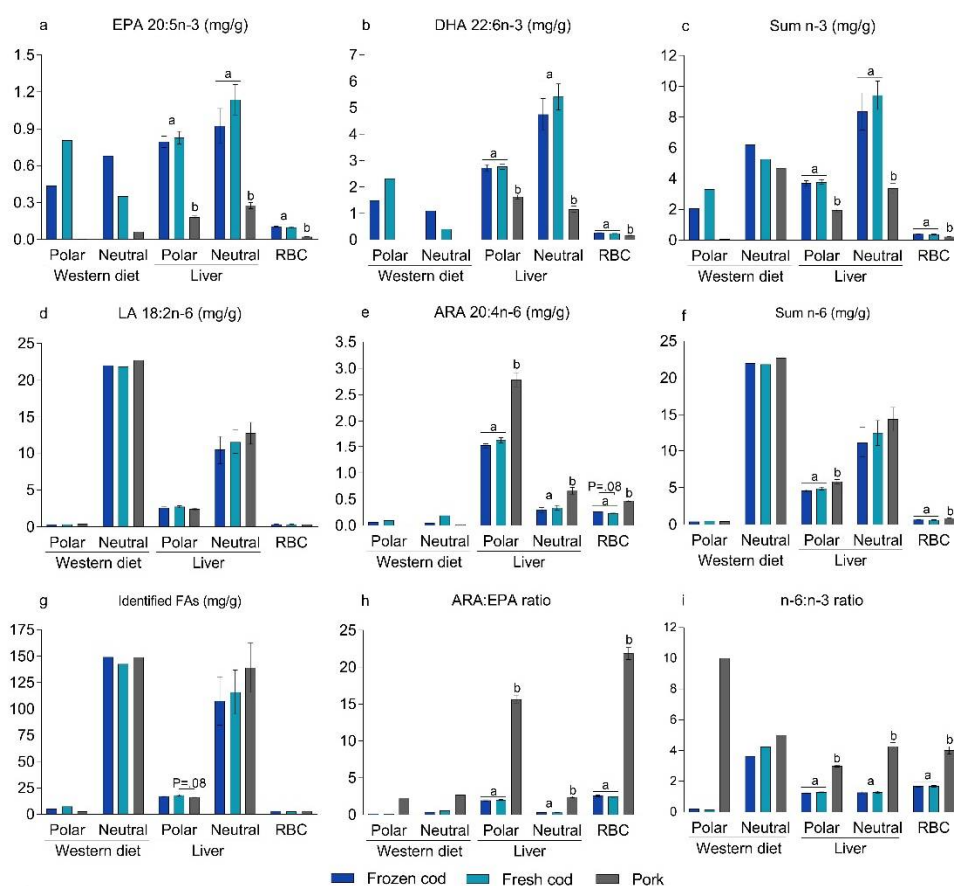 a EPA 20:5n-3 (mg/g)
1.5
1.2
0.9
0.6
0.3
0.0
a
a
b
b
a
b
Polar Neutral Polar Neutral RBC
Western diet Liver
b DHA 22:6n-3 (mg/g)
7
6
5
4
3
2
1
0
a
a
b
b
a
b
Polar Neutral Polar Neutral RBC
Western diet Liver
c Sum n-3 (mg/g)
10
8
6
4
2
0
a
a
b
b
a
b
Polar Neutral Polar Neutral RBC
Western diet Liver
d LA 18:2n-6 (mg/g)
25
20
15
10
5
0
Polar Neutral Polar Neutral RBC
Western diet Liver
e ARA 20:4n-6 (mg/g)
3.5
3.0
2.5
2.0
1.5
1.0
0.5
0.0
a
b
a
b
P=.08
a
b
Polar Neutral Polar Neutral RBC
Western diet Liver
f Sum n-6 (mg/g)
25
20
15
10
5
0
a
b
a
b
Polar Neutral Polar Neutral RBC
Western diet Liver
g Identified FAs (mg/g)
175
150
125
100
75
50
25
0
P=.08
Polar Neutral Polar Neutral RBC
Western diet Liver
h ARA:EPA ratio
25
20
15
10
5
0
a
b
a
b
a
b
Polar Neutral Polar Neutral RBC
Western diet Liver
i n-6:n-3 ratio
12
10
8
6
4
2
0
a
b
a
b
a
b
Polar Neutral Polar Neutral RBC
Western diet Liver
Frozen cod Fresh cod Pork